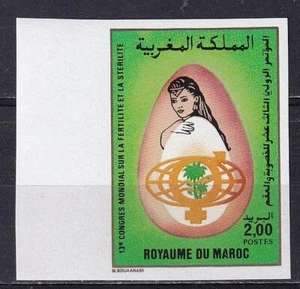 المملكة المغربية
المؤتمر الدولي الثالث عشر للخصوبة والعقم
13e CONGRES MONDIAL SUR LA FERTILITE ET LA STERILITE
البريد
2,00
POSTES
ROYAUME DU MAROC